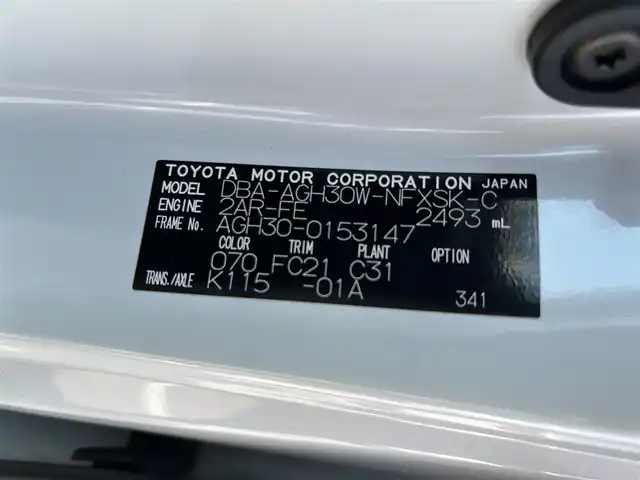 TOYOTA MOTOR CORPORATION JAPAN
MODEL DBA-AGH30W-NFXSK-C
ENGINE 2AR-FE 2493 mL
FRAME No. AGH30-0153147
COLOR TRIM PLANT OPTION
070 FC21 C31
TRANS./AXLE K115 -01A
341